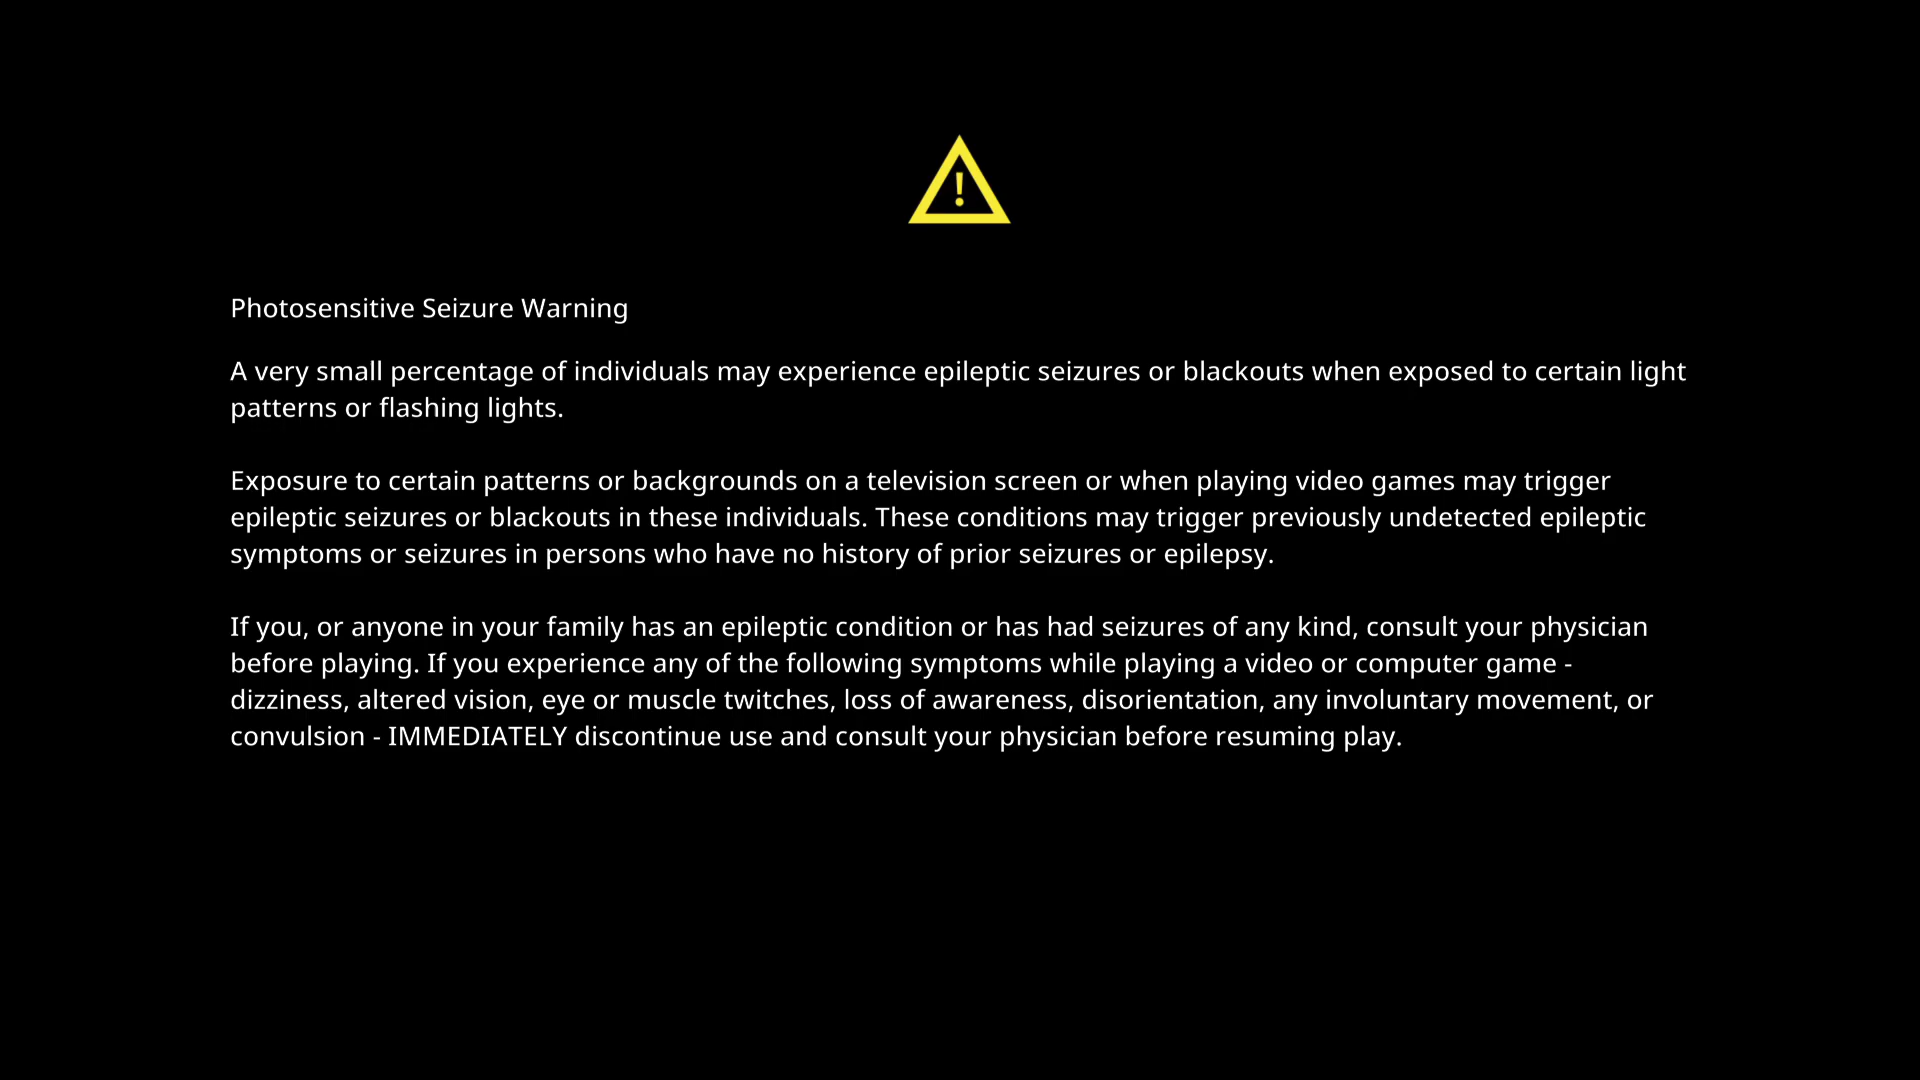 !
Photosensitive Seizure Warning
A very small percentage of individuals may experience epileptic seizures or blackouts when exposed to certain light
patterns or flashing lights.
Exposure to certain patterns or backgrounds on a television screen or when playing video games may trigger
epileptic seizures or blackouts in these individuals. These conditions may trigger previously undetected epileptic
symptoms or seizures in persons who have no history of prior seizures or epilepsy.
If you, or anyone in your family has an epileptic condition or has had seizures of any kind, consult your physician
before playing. If you experience any of the following symptoms while playing a video or computer game -
dizziness, altered vision, eye or muscle twitches, loss of awareness, disorientation, any involuntary movement, or
convulsion - IMMEDIATELY discontinue use and consult your physician before resuming play.